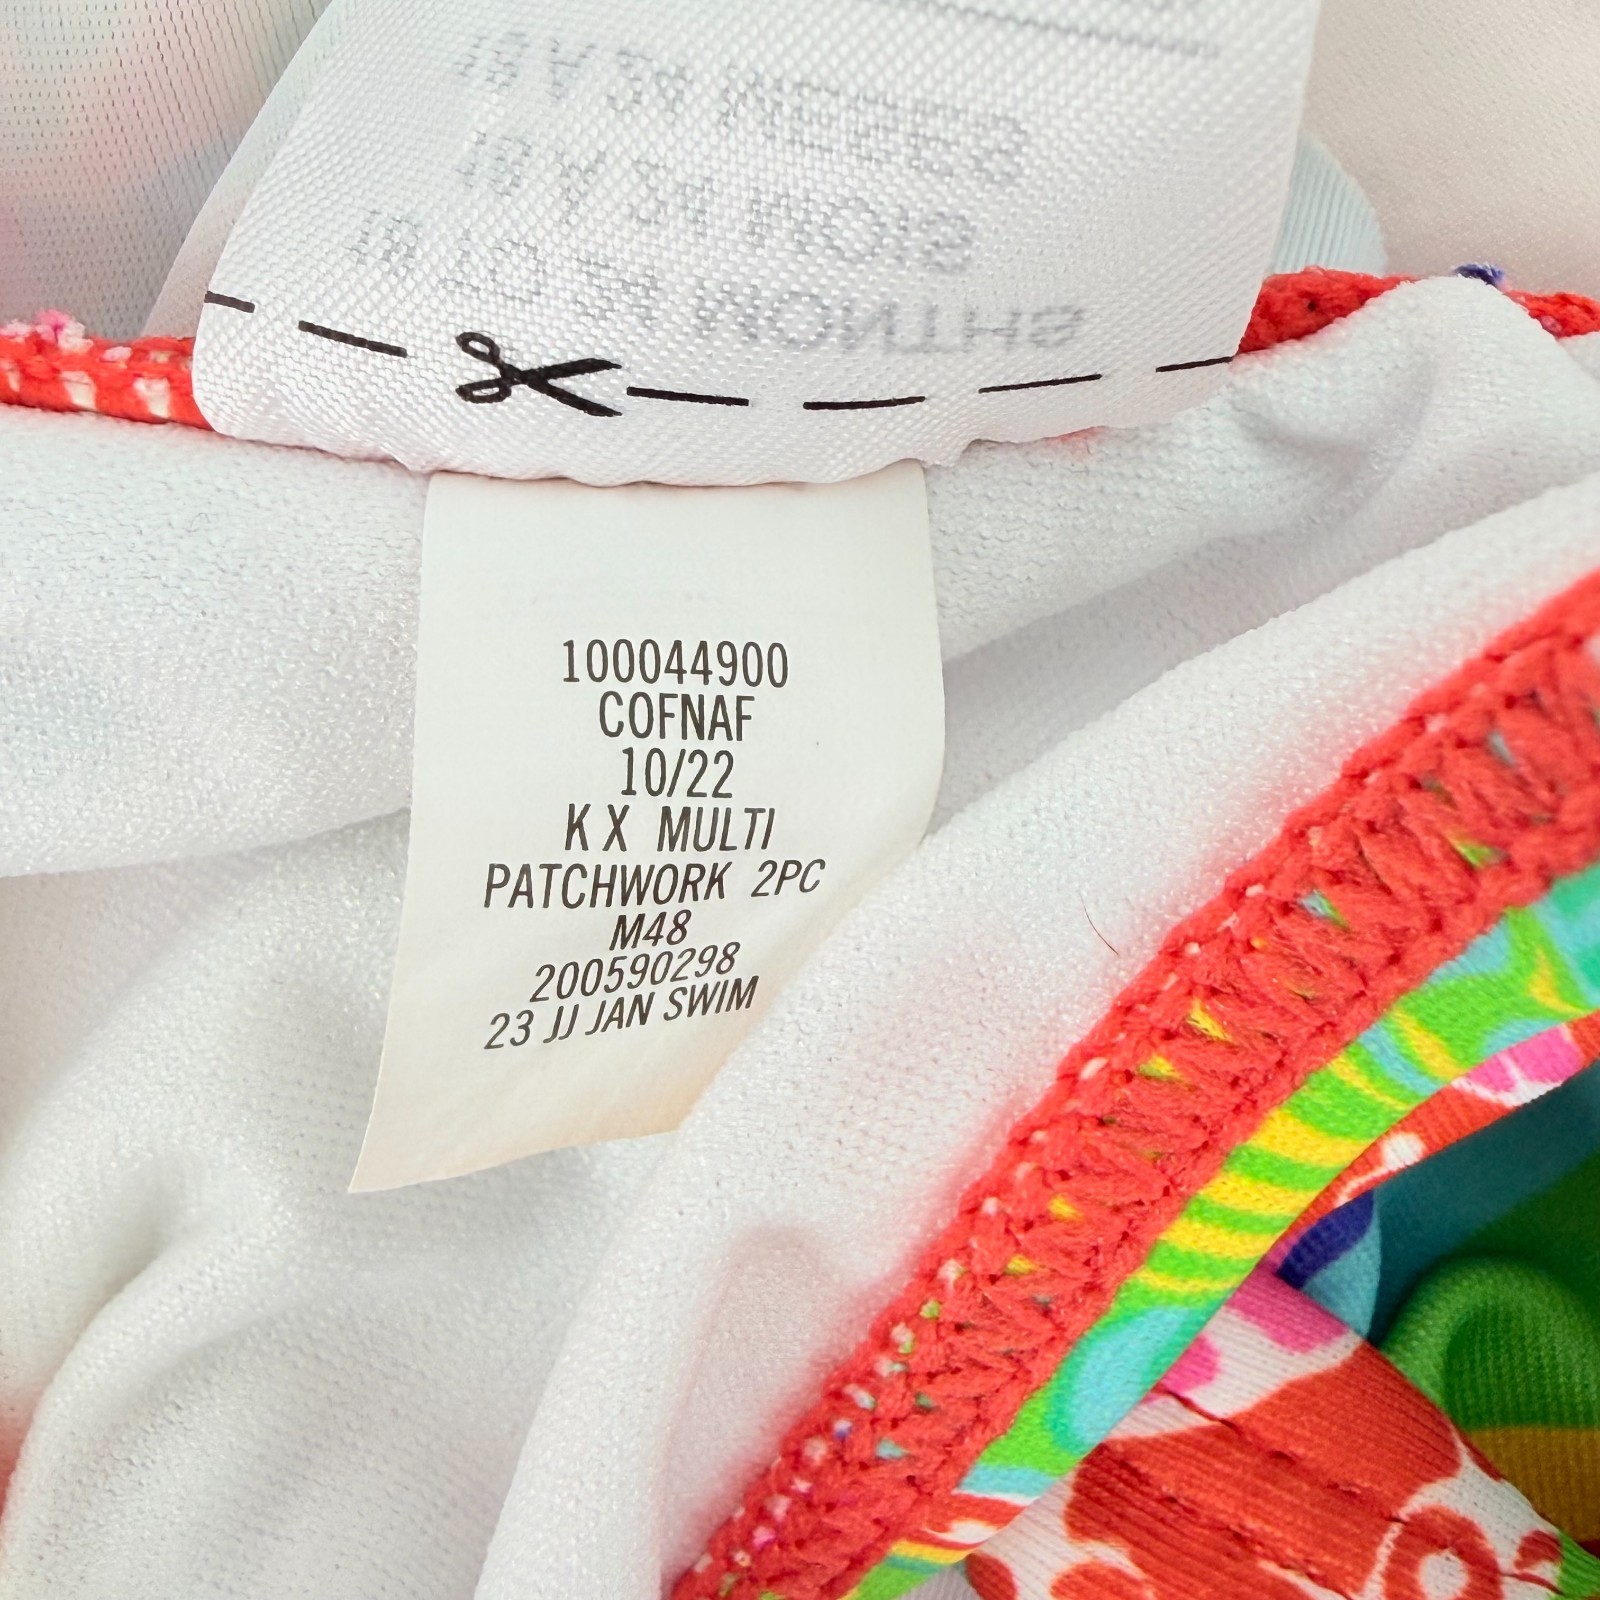 100044900
COFNAF
10/22
K X MULTI
PATCHWORK 2PC
M48
200590298
23 JJ JAN SWIM